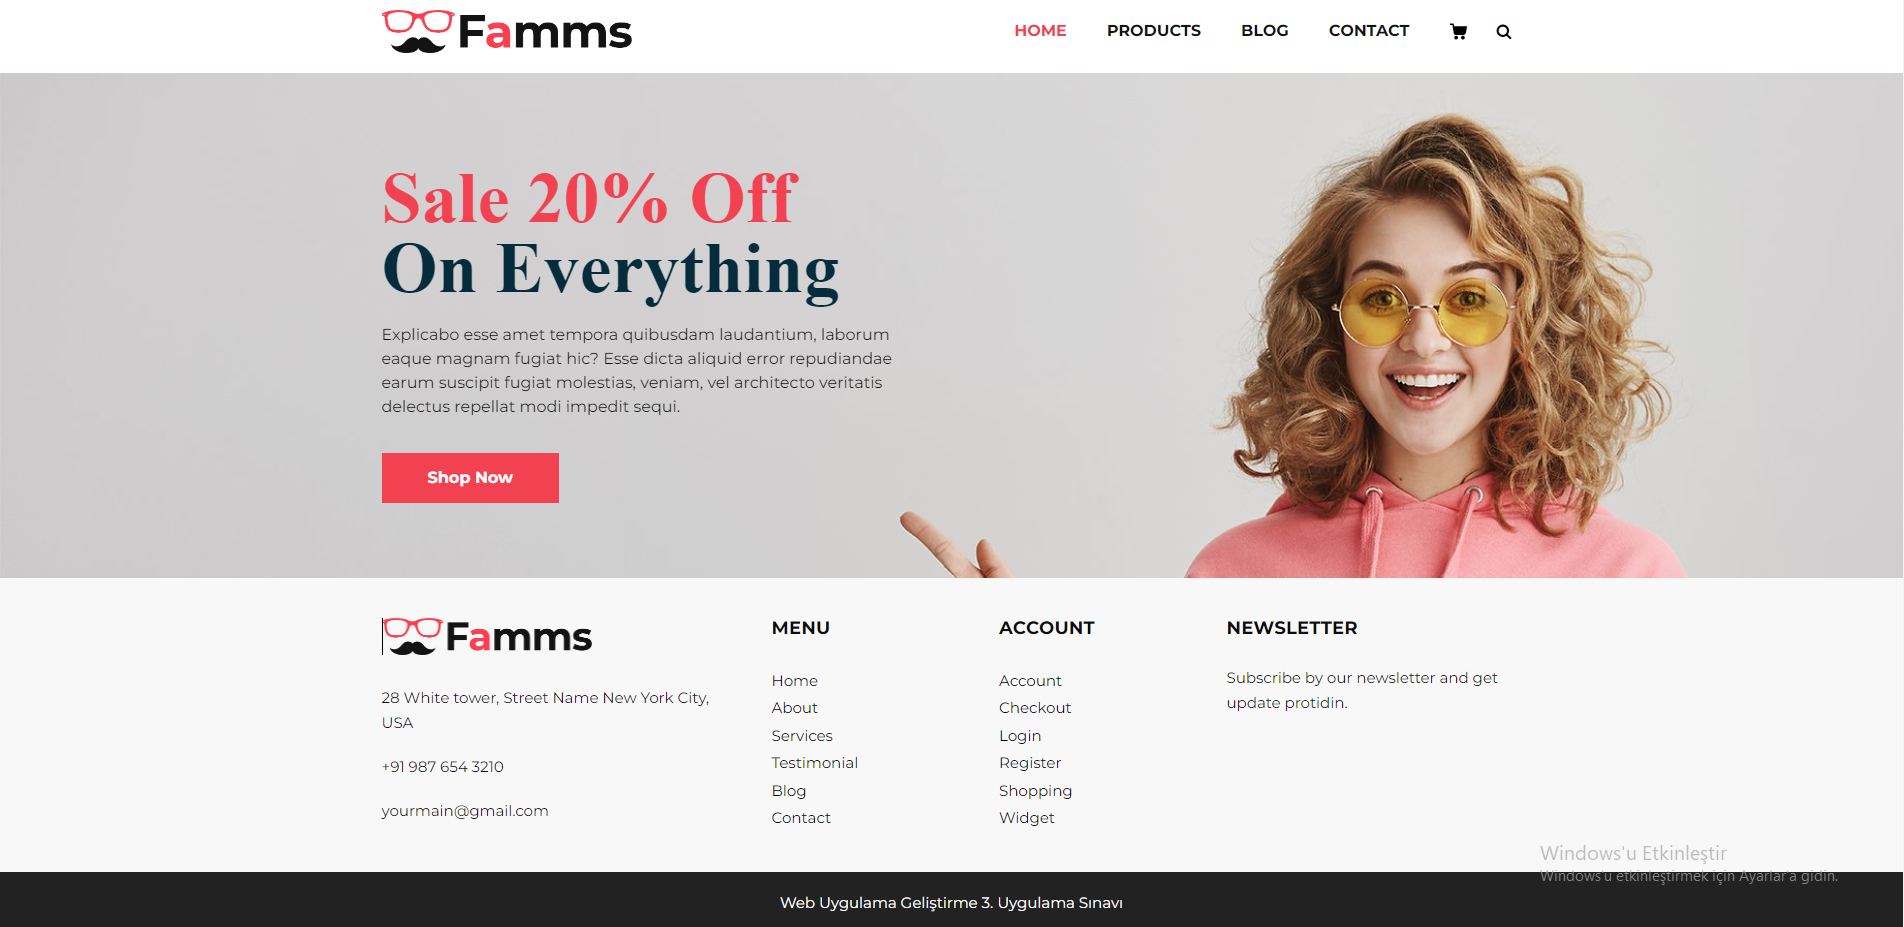 Famms
HOME PRODUCTS BLOG CONTACT
Sale 20% Off
On Everything
Explicabo esse amet tempora quibusdam laudantium, laborum
eaque magnam fugiat hic? Esse dicta aliquid error repudiandae
earum suscipit fugiat molestias, veniam, vel architecto veritatis
delectus repellat modi impedit sequi.
Shop Now
Famms
28 White tower, Street Name New York City,
USA
+91 987 654 3210
yourmain@gmail.com
MENU
Home
About
Services
Testimonial
Blog
Contact
ACCOUNT
Account
Checkout
Login
Register
Shopping
Widget
NEWSLETTER
Subscribe by our newsletter and get
update protidin.
Windows'u Etkinleştir
Windows'u etkinleştirmek için Ayarlar'a gidin.
Web Uygulama Geliştirme 3. Uygulama Sınavı